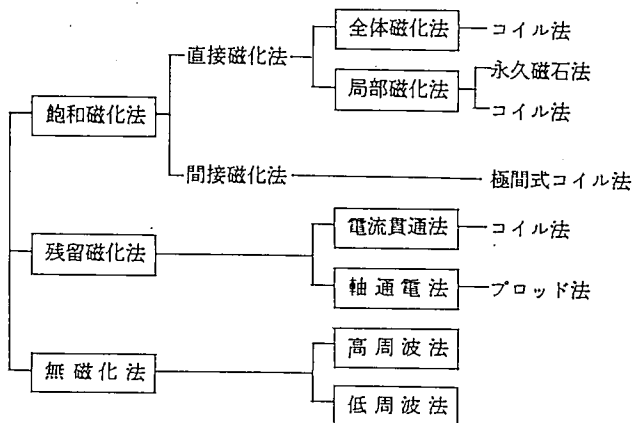 全体磁化法
コイル法
直接磁化法
永久磁石法
局部磁化法
コイル法
飽和磁化法
間接磁化法
極間式コイル法
電流貫通法
コイル法
残留磁化法
軸通電法
プロッド法
高周波法
無磁化法
低周波法